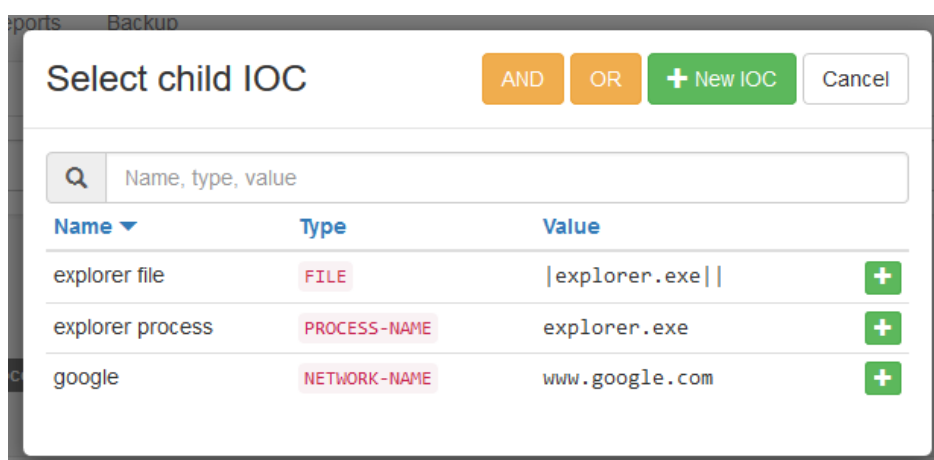 Backup
Select child IOC AND OR New IOC Cancel
Name, type, value
Name Type Value
explorer file FILE |explorer.exe||
explorer process PROCESS-NAME explorer.exe
google NETWORK-NAME www.google.com